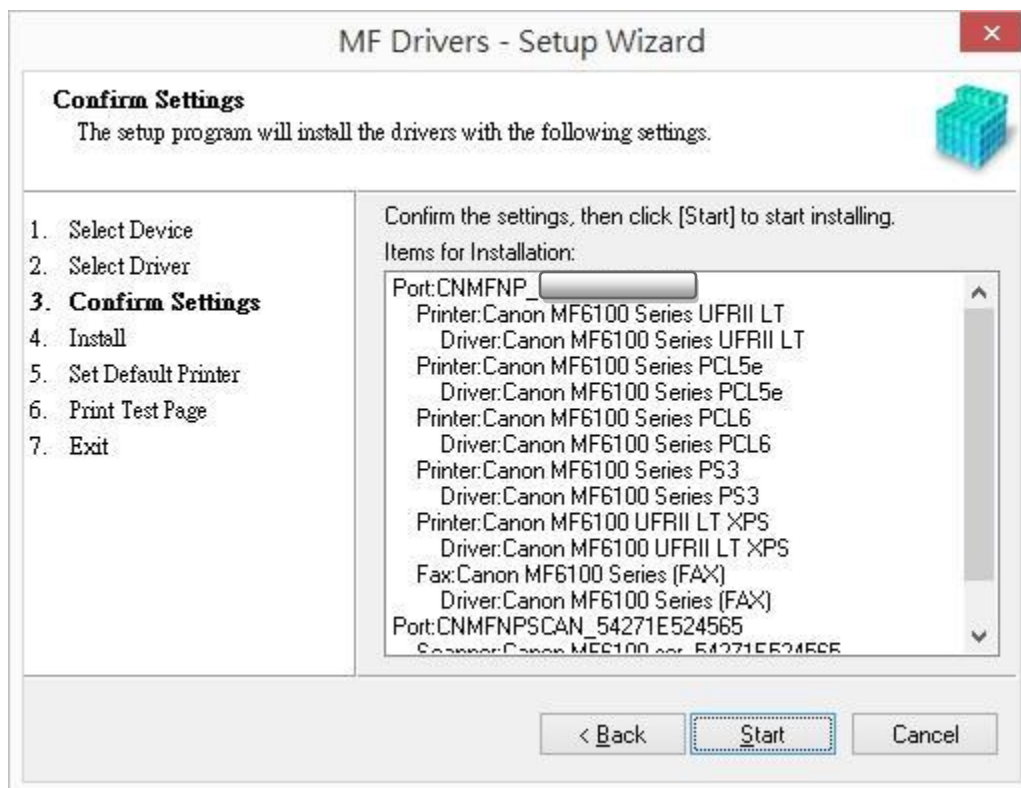 MF Drivers - Setup Wizard
Confirm Settings
The setup program will install the drivers with the following settings.
1. Select Device
2. Select Driver
3. Confirm Settings
4. Install
5. Set Default Printer
6. Print Test Page
7. Exit
Confirm the settings, then click [Start] to start installing.
Items for Installation:
Port:CNMFNP_
Printer:Canon MF6100 Series UFRII LT
Driver:Canon MF6100 Series UFRII LT
Printer:Canon MF6100 Series PCL5e
Driver:Canon MF6100 Series PCL5e
Printer:Canon MF6100 Series PCL6
Driver:Canon MF6100 Series PCL6
Printer:Canon MF6100 Series PS3
Driver:Canon MF6100 Series PS3
Printer:Canon MF6100 UFRII LT XPS
Driver:Canon MF6100 UFRII LT XPS
Fax:Canon MF6100 Series (FAX)
Driver:Canon MF6100 Series (FAX)
Port:CNMFNPSCAN_54271E524565
Scanner:Canon MF6100 ser_54271E524565
< Back
Start
Cancel